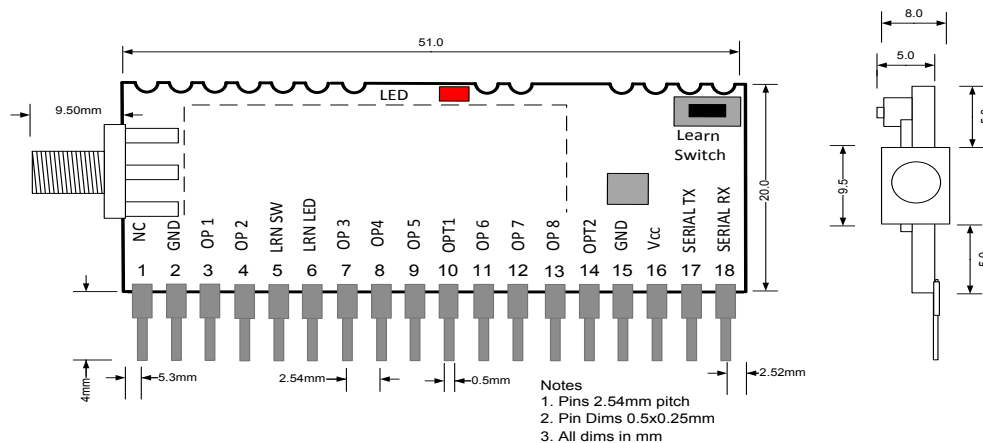 51.0
8.0
5.0
9.50mm
LED
Learn
Switch
20.0
9.5
5.0
5.0
NC
GND
OP 1
OP 2
LRN SW
LRN LED
OP 3
OP4
OP 5
OPT1
OP 6
OP 7
OP 8
OPT2
GND
Vcc
SERIAL TX
SERIAL RX
1 2 3 4 5 6 7 8 9 10 11 12 13 14 15 16 17 18
4mm
5.3mm
2.54mm
0.5mm
2.52mm
Notes
1. Pins 2.54mm pitch
2. Pin Dims 0.5x0.25mm
3. All dims in mm